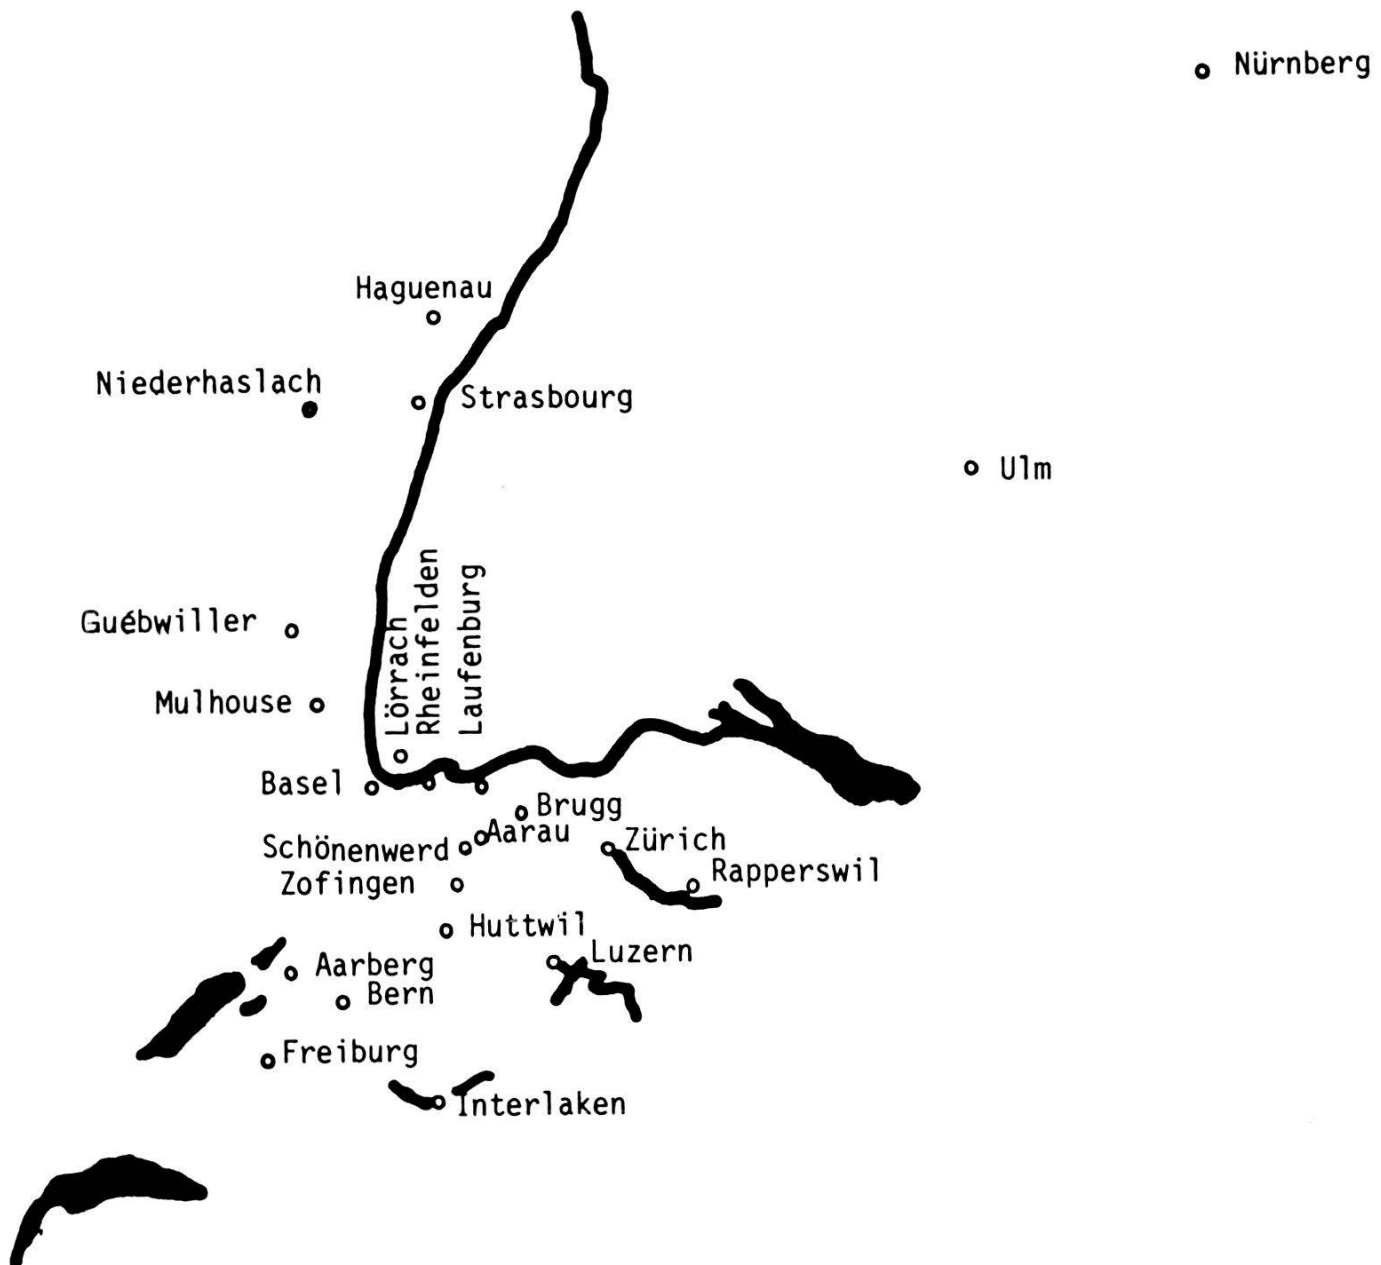 Nürnberg
Haguenau
Niederhaslach
Strasbourg
Ulm
Guébwiller
Lörrach
Rheinfelden
Laufenburg
Mulhouse
Basel
Brugg
Aarau
Schönenwerd
Zürich
Zofingen
Rapperswil
Huttwil
Luzern
Aarberg
Bern
Freiburg
Interlaken